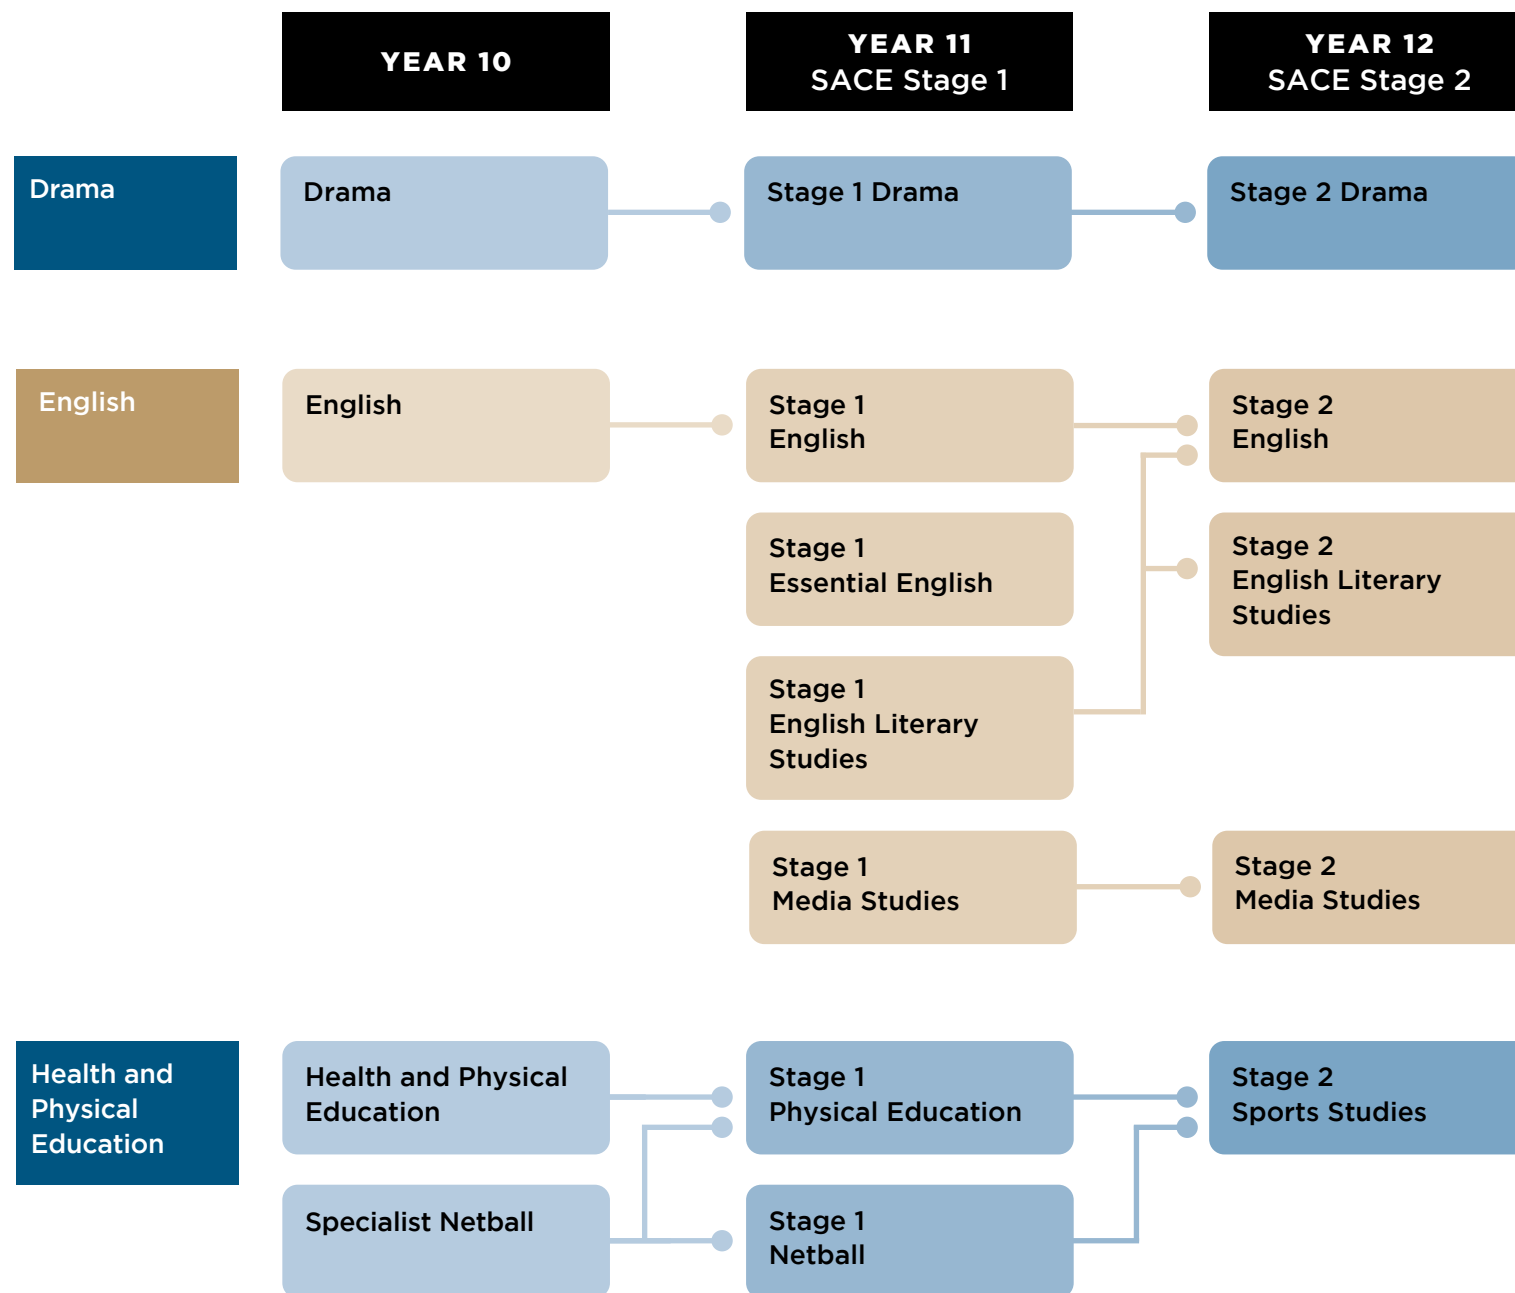 YEAR 10
YEAR 11
SACE Stage 1
YEAR 12
SACE Stage 2
Drama
Drama
Stage 1 Drama
Stage 2 Drama
English
English
Stage 1
English
Stage 2
English
Stage 1
Essential English
Stage 2
English Literary
Studies
Stage 1
English Literary
Studies
Stage 1
Media Studies
Stage 2
Media Studies
Health and
Physical
Education
Health and Physical
Education
Stage 1
Physical Education
Stage 2
Sports Studies
Specialist Netball
Stage 1
Netball